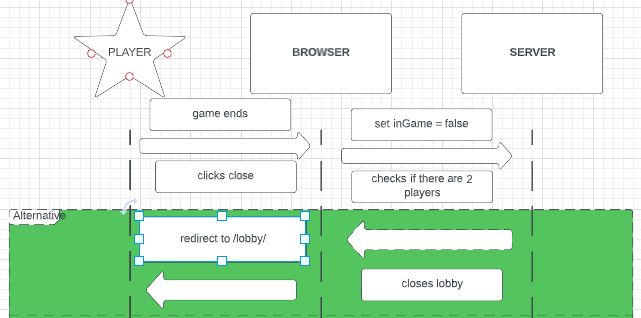 PLAYER
BROWSER
SERVER
game ends
set inGame = false
clicks close
checks if there are 2
players
Alternative
redirect to /lobby/
closes lobby